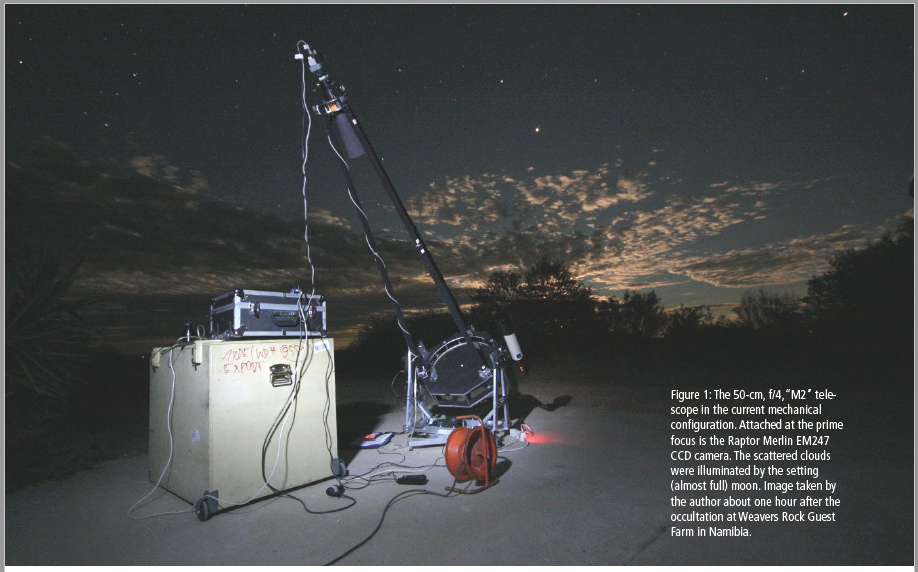 EXPOOT
Figure 1: The 50-cm, f/4, “M2” tele-
scope in the current mechanical
configuration. Attached at the prime
focus is the Raptor Merlin EM247
CCD camera. The scattered clouds
were illuminated by the setting
(almost full) moon. Image taken by
the author about one hour after the
occultation at Weavers Rock Guest
Farm in Namibia.